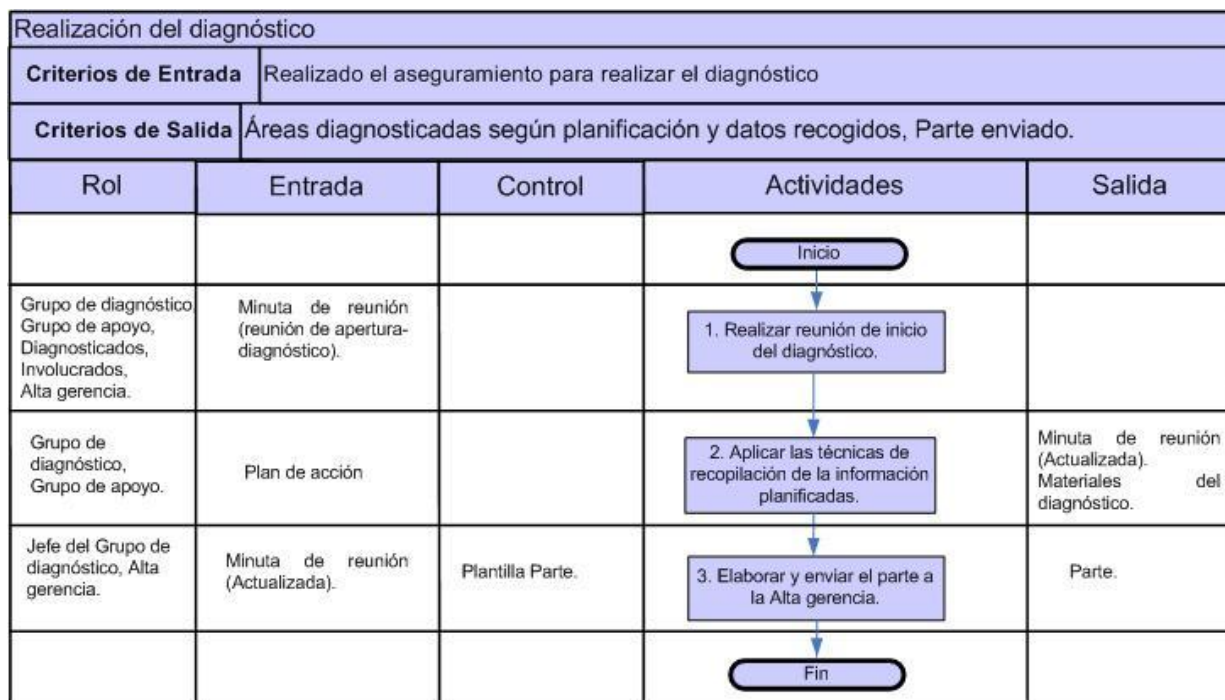 Realización del diagnóstico
Criterios de Entrada Realizado el aseguramiento para realizar el diagnóstico
Criterios de Salida Áreas diagnosticadas según planificación y datos recogidos, Parte enviado.
Rol Entrada Control Actividades Salida
Inicio
Grupo de diagnóstico,
Grupo de apoyo,
Diagnosticados,
Involucrados,
Alta gerencia.
Minuta de reunión
(reunión de apertura-
diagnóstico).
1. Realizar reunión de inicio
del diagnóstico.
Grupo de
diagnóstico,
Grupo de apoyo.
Plan de acción
2. Aplicar las técnicas de
recopilación de la información
planificadas.
Minuta de reunión
(Actualizada).
Materiales del
diagnóstico.
Jefe del Grupo de
diagnóstico, Alta
gerencia.
Minuta de reunión
(Actualizada).
Plantilla Parte.
3. Elaborar y enviar el parte a
la Alta gerencia.
Parte.
Fin